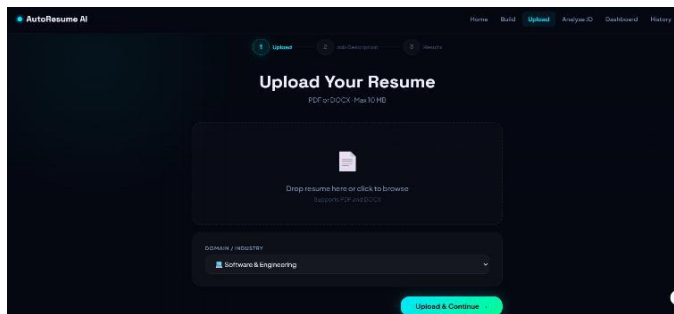 AutoResume AI
Home Build Upload Analyse JD Dashboard History
1 Upload 2 Job Description 3 Results
Upload Your Resume
PDF or DOCX · Max 10 MB
Drop resume here or click to browse
Supports PDF and DOCX
DOMAIN / INDUSTRY
Software & Engineering
Upload & Continue →